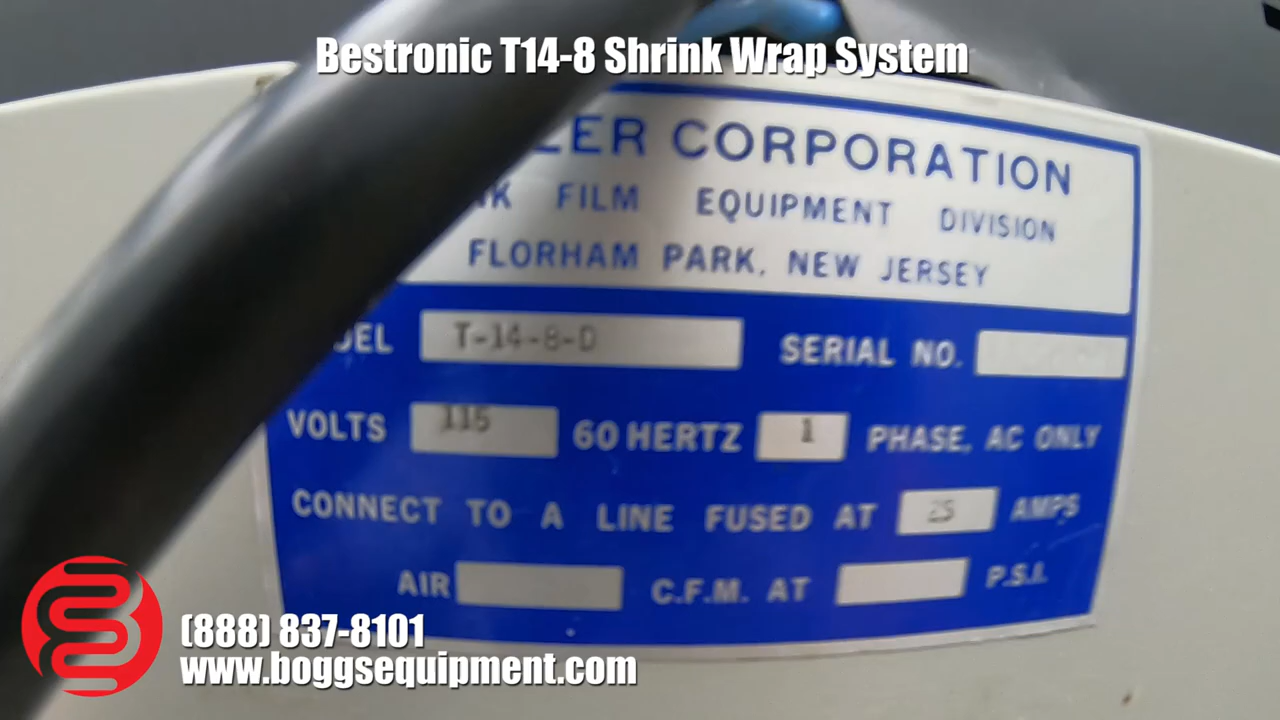 Bestronic T14-8 Shrink Wrap System
CORPORATION
FILM EQUIPMENT DIVISION
FLORHAM PARK, NEW JERSEY
T-14-8-D SERIAL NO.
VOLTS 115 60 HERTZ 1 PHASE, AC ONLY
CONNECT TO A LINE FUSED AT 25 AMPS
AIR C.F.M. AT P.S.I.
(888) 837-8101
www.boggsequipment.com